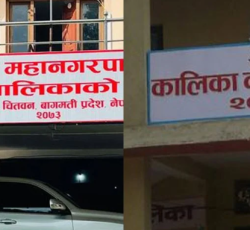 महानगरपा
ालिकाको
चितवन, बागमती प्रदेश, नेप
२०७३
कालिका
२०
कालिका